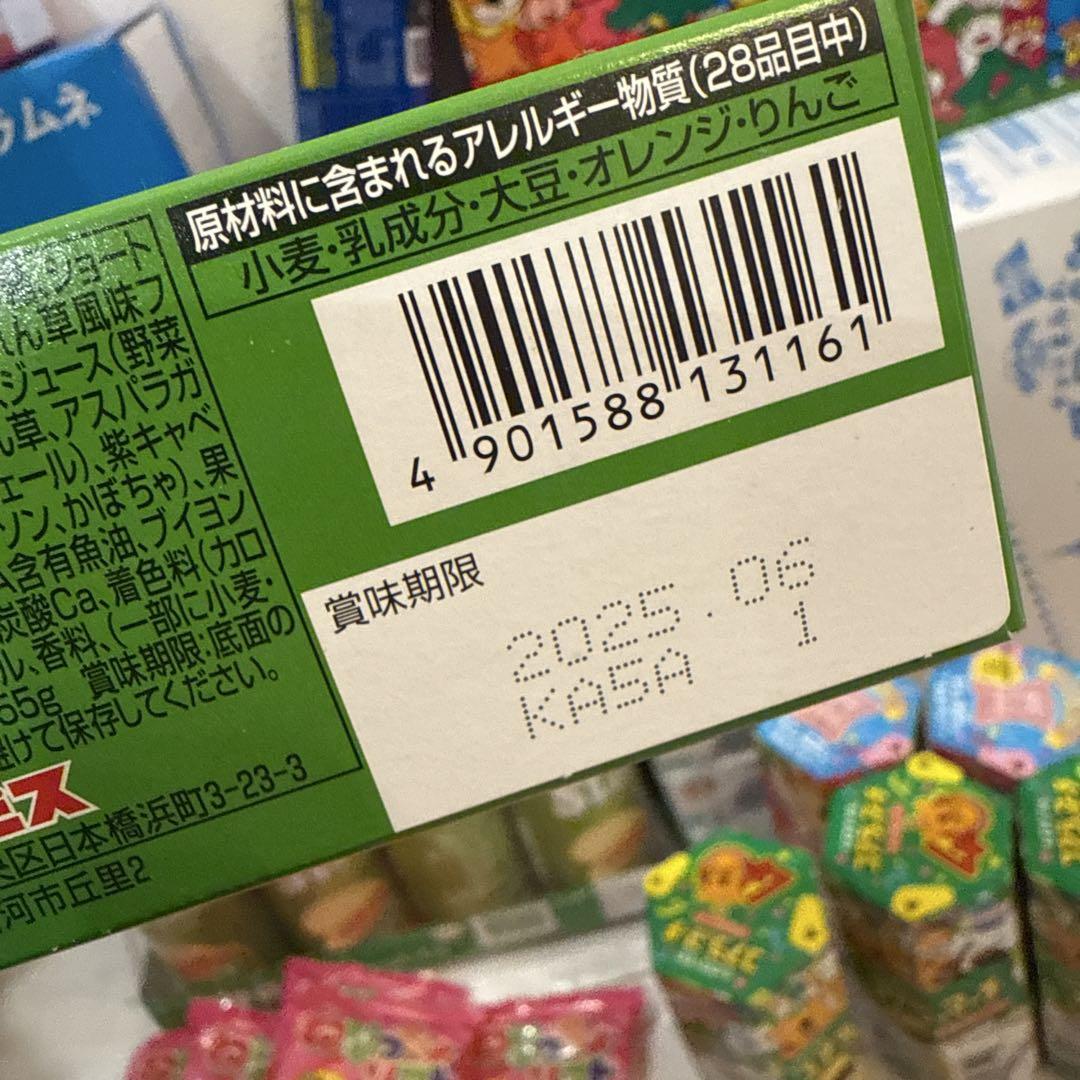 ラムネ
原材料に含まれるアレルギー物質(28品目中)
小麦・乳成分・大豆・オレンジ・りんご
ショート
ん草風味フ
ジュース(野菜
ん草、アスパラガ
ェール)、紫キャベ
ソン、かぼちゃ)、果
A含有魚油、ブイヨン
炭酸Ca、着色料(カロ
ル、香料、(一部に小麦・
55g 賞味期限:底面の
避けて保存してください。
ース
区日本橋浜町3-23-3
河市丘里2
4 901588 131161
賞味期限
2025.06
KA5A 1